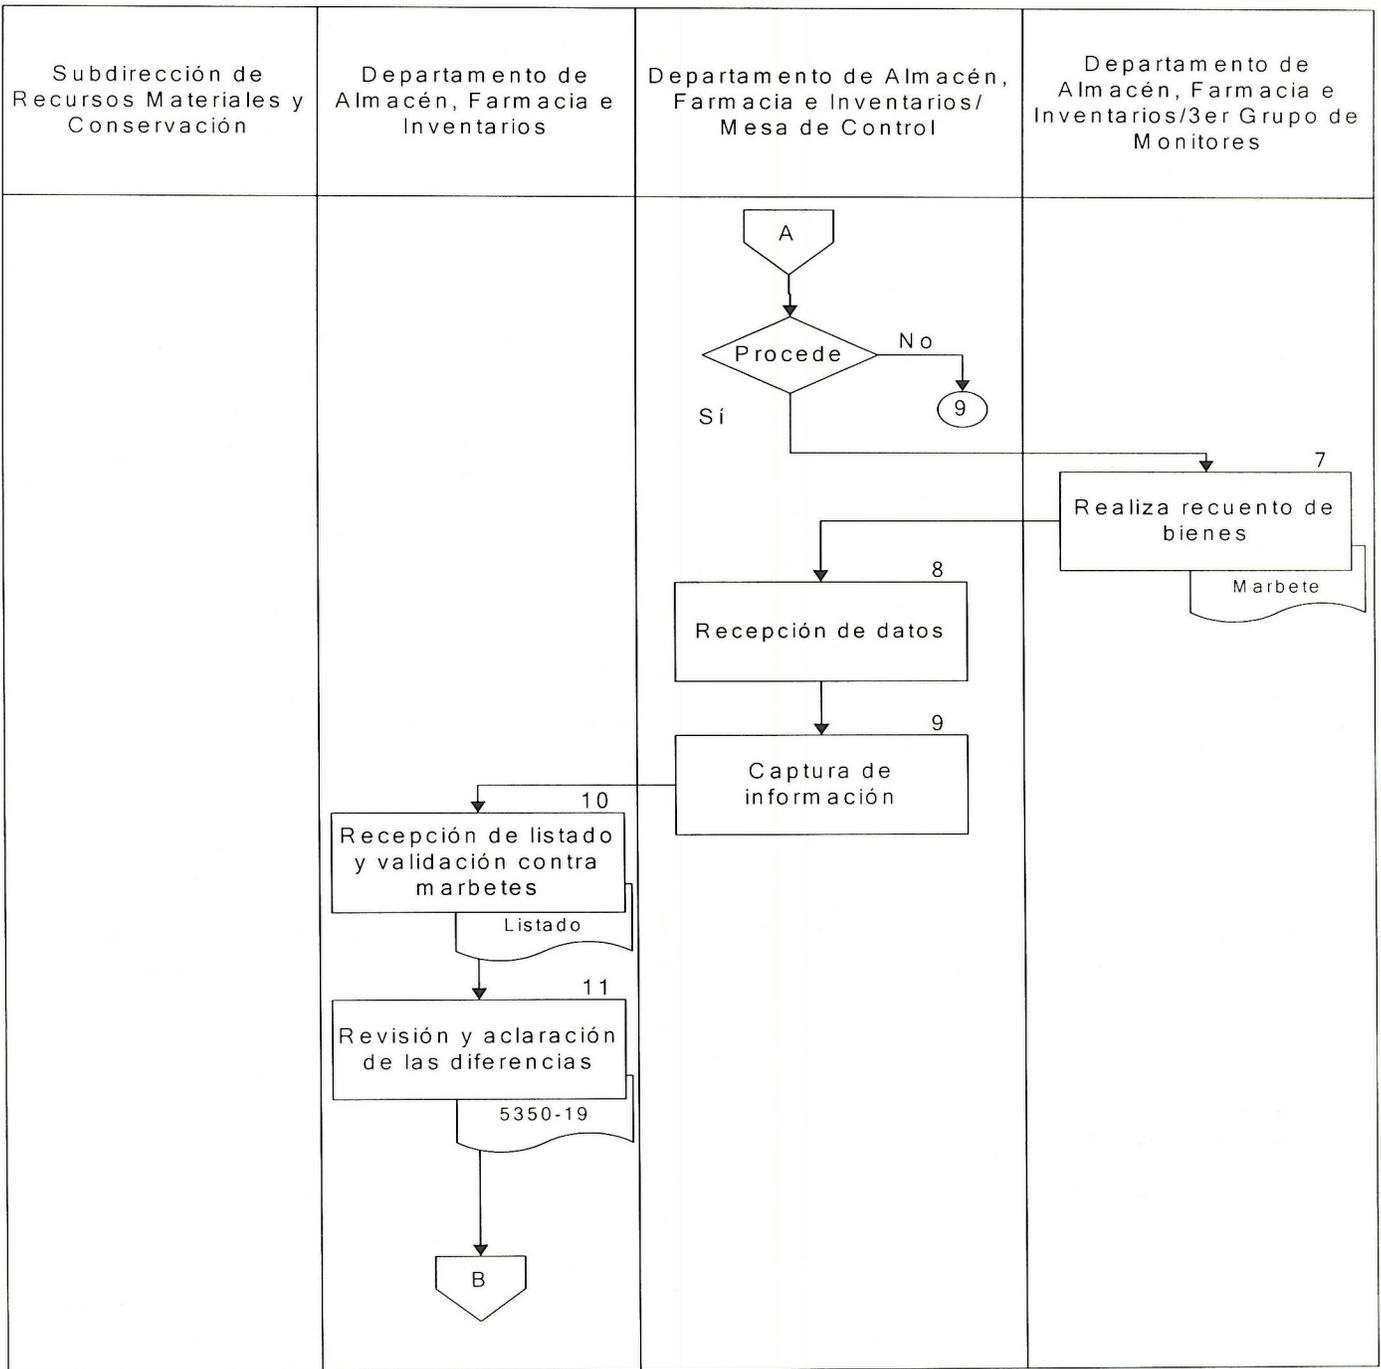 Subdirección de
Recursos Materiales y
Conservación
Departamento de
Almacén, Farmacia e
Inventarios
Departamento de Almacén,
Farmacia e Inventarios/
Mesa de Control
Departamento de
Almacén, Farmacia e
Inventarios/3er Grupo de
Monitores
A
Procede
No
9
Sí
7
Realiza recuento de
bienes
Marbete
8
Recepción de datos
9
Captura de
información
10
Recepción de listado
y validación contra
marbetes
Listado
11
Revisión y aclaración
de las diferencias
5350-19
B